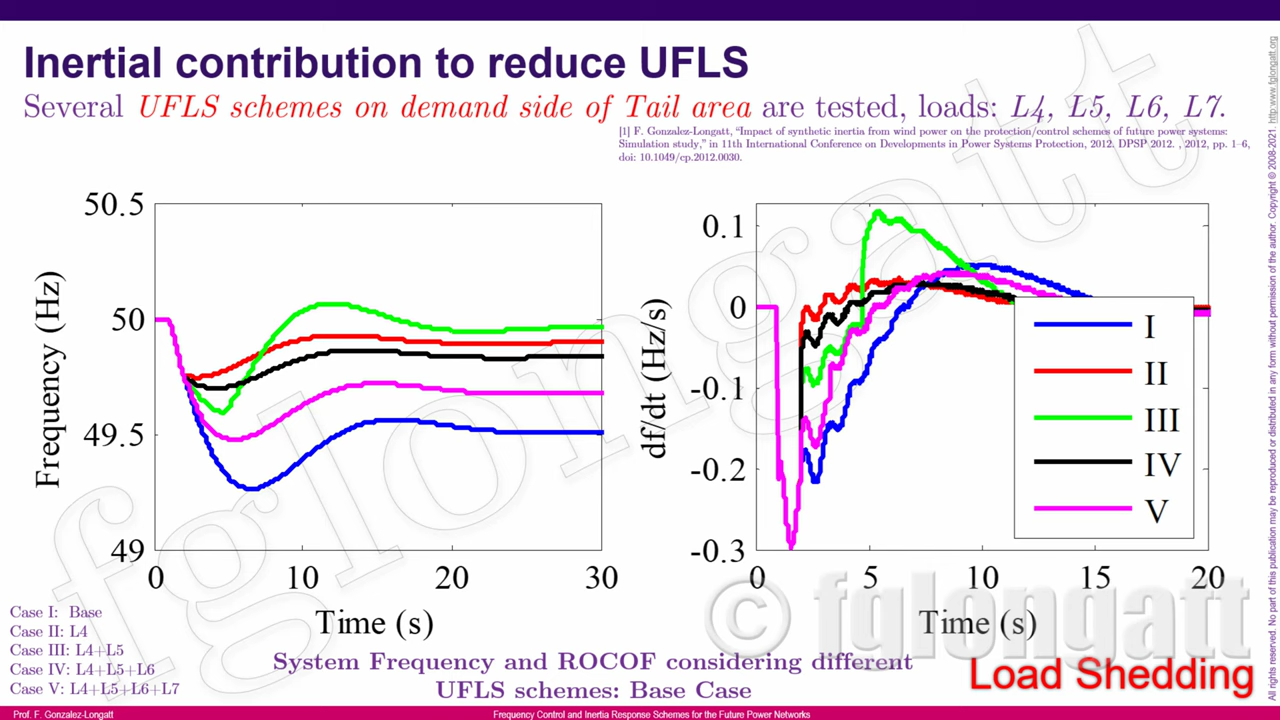 Inertial contribution to reduce UFLS
Several UFLS schemes on demand side of Tail area are tested, loads: L4, L5, L6, L7.
[1] F. Gonzalez-Longatt, “Impact of synthetic inertia from wind power on the protection/control schemes of future power systems:
Simulation study,” in 11th International Conference on Developments in Power Systems Protection, 2012. DPSP 2012. , 2012, pp. 1–6,
doi: 10.1049/cp.2012.0030.
50.5
50
49.5
49
Frequency (Hz)
0
10
20
30
Time (s)
0.1
0
-0.1
-0.2
-0.3
df/dt (Hz/s)
0
5
10
15
20
Time (s)
I
II
III
IV
V
Case I: Base
Case II: L4
Case III: L4+L5
Case IV: L4+L5+L6
Case V: L4+L5+L6+L7
System Frequency and ROCOF considering different
UFLS schemes: Base Case
Load Shedding
fglongatt
© fglongatt
All rights reserved. No part of this publication may be reproduced or distributed in any form without permission of the author. Copyright © 2008-2021. http:www.fglongatt.org
Prof. F. Gonzalez-Longatt
Frequency Control and Inertia Response Schemes for the Future Power Networks